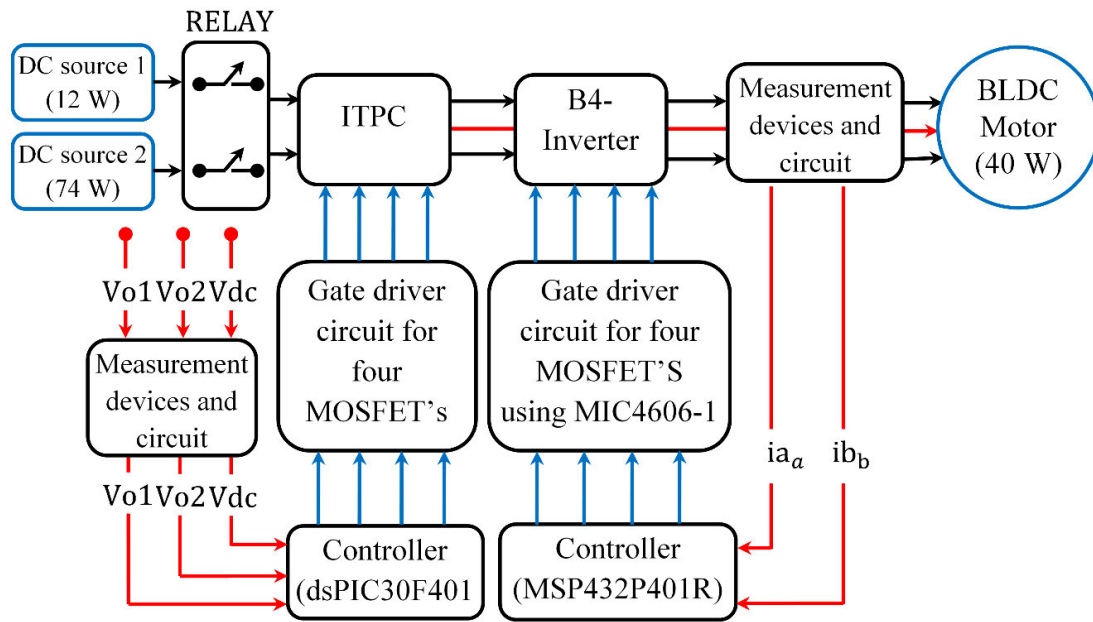 RELAY
DC source 1
(12 W)
DC source 2
(74 W)
ITPC
B4-
Inverter
Measurement
devices and
circuit
BLDC
Motor
(40 W)
Vo1 Vo2 Vdc
Measurement
devices and
circuit
Vo1 Vo2 Vdc
Gate driver
circuit for
four
MOSFET’s
Gate driver
circuit for four
MOSFET’S
using MIC4606-1
iaₐ ib_b
Controller
(dsPIC30F401
Controller
(MSP432P401R)